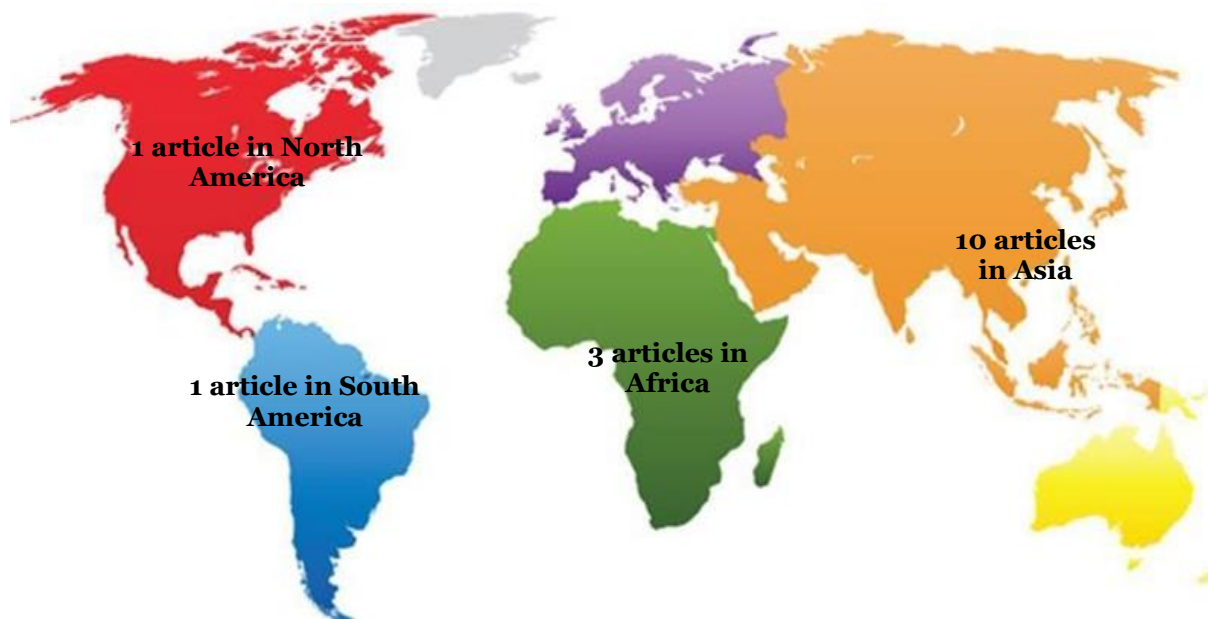 1 article in North
America
10 articles
in Asia
3 articles in
Africa
1 article in South
America